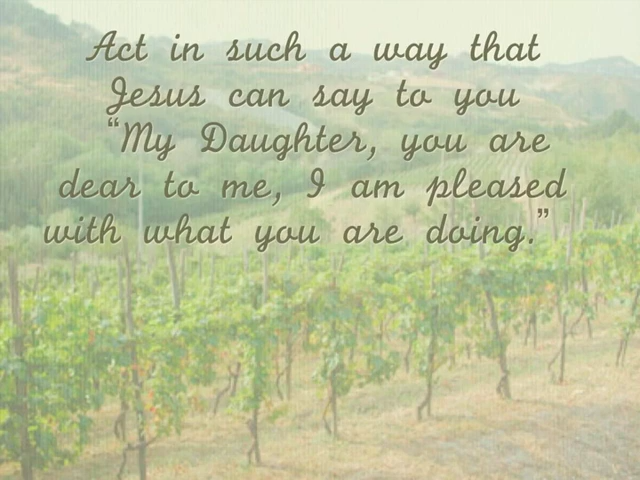 Act in such a way that
Jesus can say to you
“My Daughter, you are
dear to me, I am pleased
with what you are doing.”